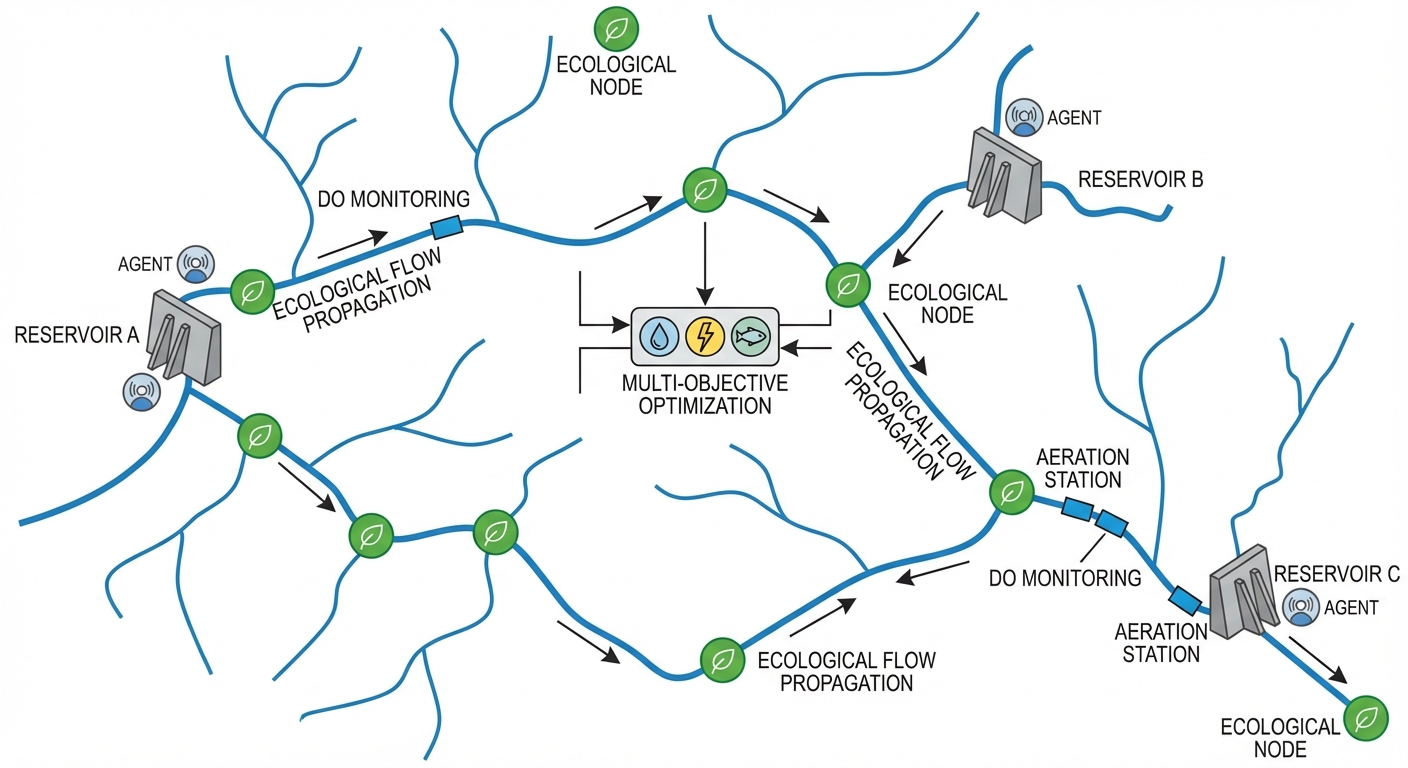 ECOLOGICAL
NODE
AGENT
RESERVOIR B
DO MONITORING
AGENT
ECOLOGICAL FLOW
PROPAGATION
RESERVOIR A
ECOLOGICAL
NODE
MULTI-OBJECTIVE
OPTIMIZATION
ECOLOGICAL FLOW
PROPAGATION
AERATION
STATION
DO MONITORING
RESERVOIR C
AGENT
AERATION
STATION
ECOLOGICAL FLOW
PROPAGATION
ECOLOGICAL
NODE